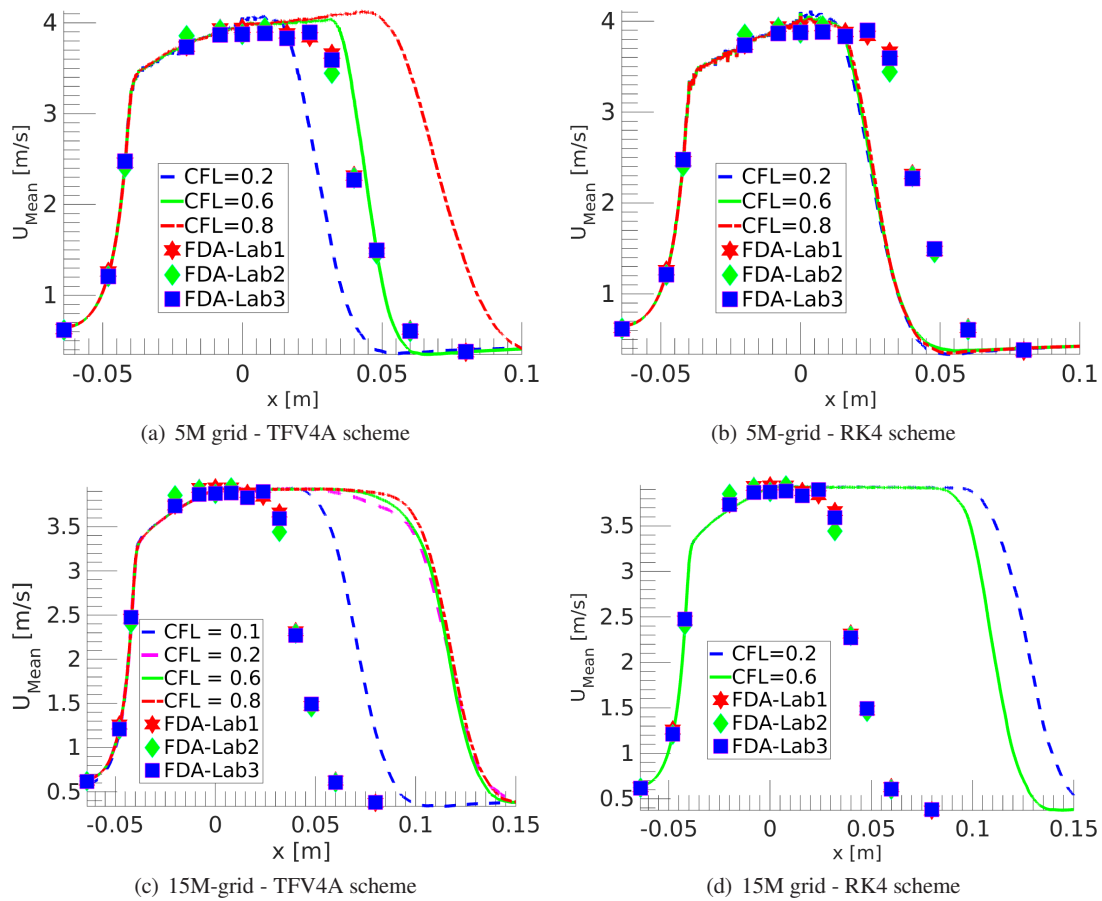 4
3
2
1
U_Mean [m/s]
CFL=0.2
CFL=0.6
CFL=0.8
FDA-Lab1
FDA-Lab2
FDA-Lab3
-0.05
0
0.05
0.1
x [m]
(a) 5M grid - TFV4A scheme
4
3
2
1
U_Mean [m/s]
CFL=0.2
CFL=0.6
CFL=0.8
FDA-Lab1
FDA-Lab2
FDA-Lab3
-0.05
0
0.05
0.1
x [m]
(b) 5M-grid - RK4 scheme
3.5
3
2.5
2
1.5
1
0.5
U_Mean [m/s]
CFL = 0.1
CFL = 0.2
CFL = 0.6
CFL = 0.8
FDA-Lab1
FDA-Lab2
FDA-Lab3
-0.05
0
0.05
0.1
0.15
x [m]
(c) 15M-grid - TFV4A scheme
3.5
3
2.5
2
1.5
1
0.5
U_Mean [m/s]
CFL=0.2
CFL=0.6
FDA-Lab1
FDA-Lab2
FDA-Lab3
-0.05
0
0.05
0.1
0.15
x [m]
(d) 15M grid - RK4 scheme